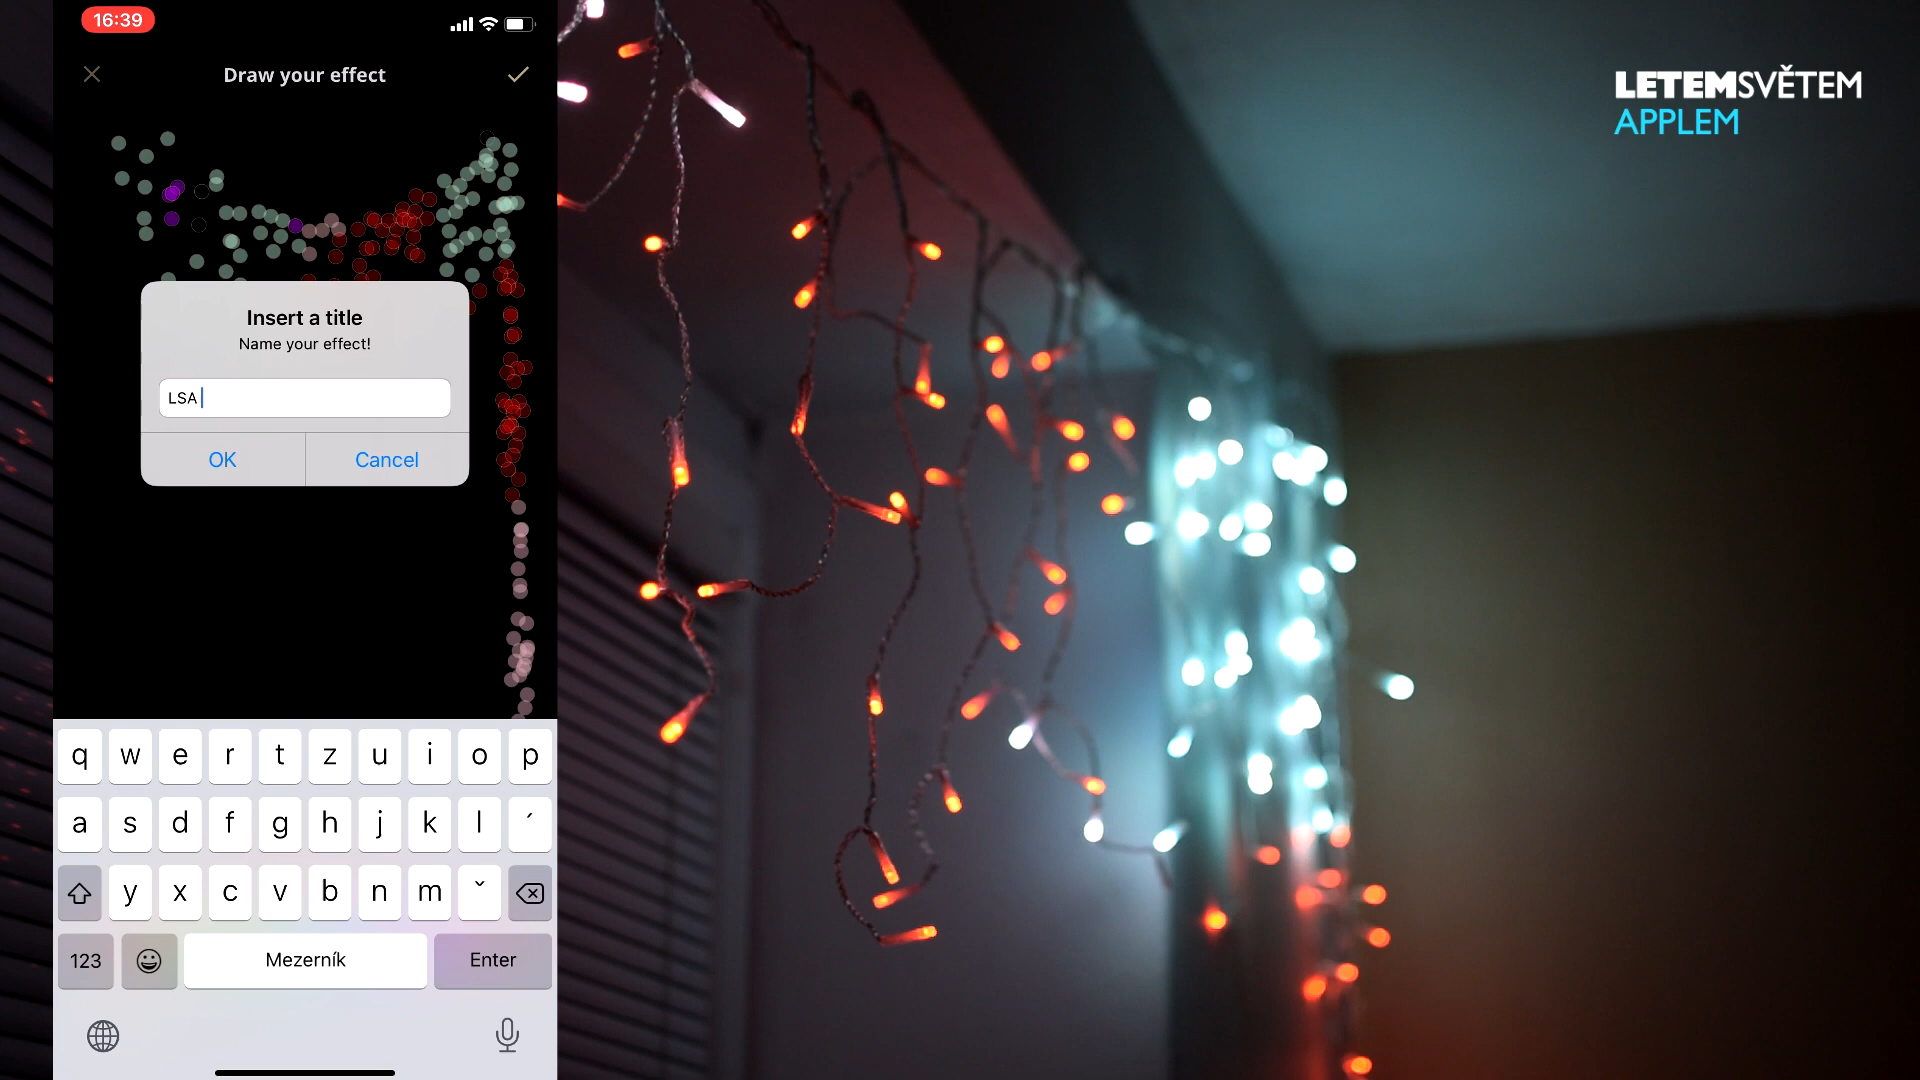 16:39
Draw your effect
Insert a title
Name your effect!
LSA
OK Cancel
q w e r t z u i o p
a s d f g h j k l ´
y x c v b n m ˇ
123 Mezerník Enter
LETEMSVĚTEM
APPLEM